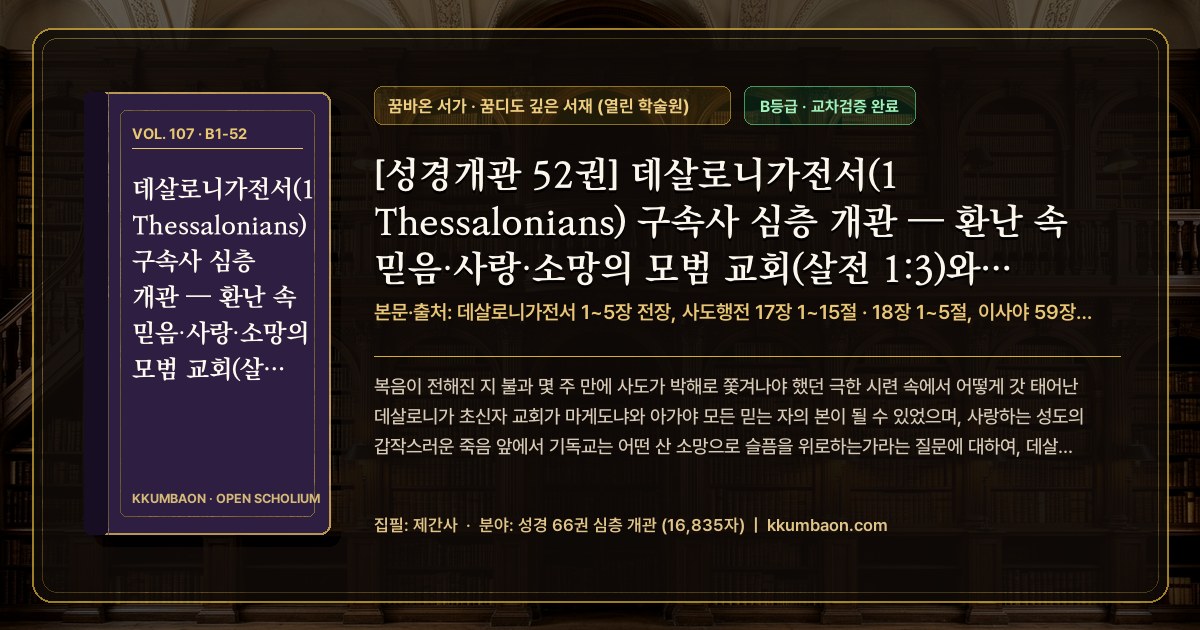 VOL. 107 · B1-52
데살로니가전서(1
Thessalonians)
구속사 심층
개관 — 환난 속
믿음·사랑·소망의
모범 교회(살…
KKUMBAON · OPEN SCHOLIUM
꿈바온 서가 · 꿈디도 깊은 서재 (열린 학술원)
B등급 · 교차검증 완료
[성경개관 52권] 데살로니가전서(1
Thessalonians) 구속사 심층 개관 — 환난 속
믿음·사랑·소망의 모범 교회(살전 1:3)와…
본문·출처: 데살로니가전서 1~5장 전장, 사도행전 17장 1~15절 · 18장 1~5절, 이사야 59장…
복음이 전해진 지 불과 몇 주 만에 사도가 박해로 쫓겨나야 했던 극한 시련 속에서 어떻게 갓 태어난
데살로니가 초신자 교회가 마게도냐와 아가야 모든 믿는 자의 본이 될 수 있었으며, 사랑하는 성도의
갑작스러운 죽음 앞에서 기독교는 어떤 산 소망으로 슬픔을 위로하는가라는 질문에 대하여, 데살…
집필: 제간사 · 분야: 성경 66권 심층 개관 (16,835자) | kkumbaon.com